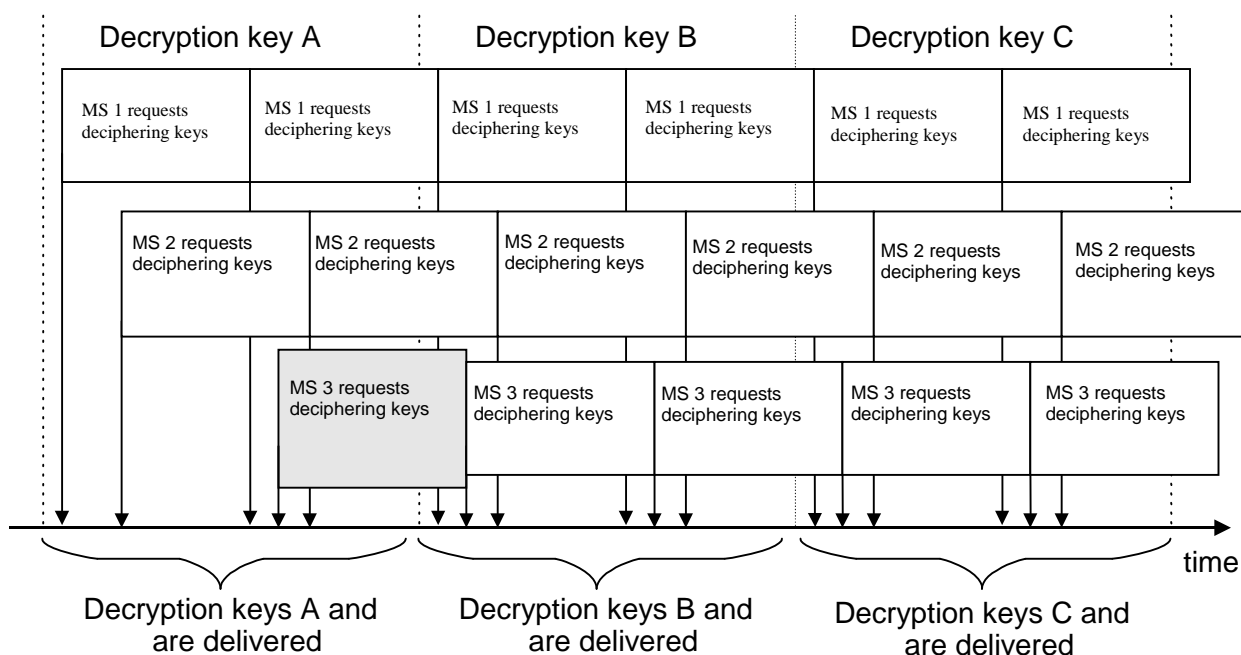 Decryption key A
Decryption key B
Decryption key C
MS 1 requests
deciphering keys
MS 1 requests
deciphering keys
MS 1 requests
deciphering keys
MS 1 requests
deciphering keys
MS 1 requests
deciphering keys
MS 1 requests
deciphering keys
MS 2 requests
deciphering keys
MS 2 requests
deciphering keys
MS 2 requests
deciphering keys
MS 2 requests
deciphering keys
MS 2 requests
deciphering keys
MS 2 requests
deciphering keys
MS 3 requests
deciphering keys
MS 3 requests
deciphering keys
MS 3 requests
deciphering keys
MS 3 requests
deciphering keys
MS 3 requests
deciphering keys
time
Decryption keys A and
are delivered
Decryption keys B and
are delivered
Decryption keys C and
are delivered